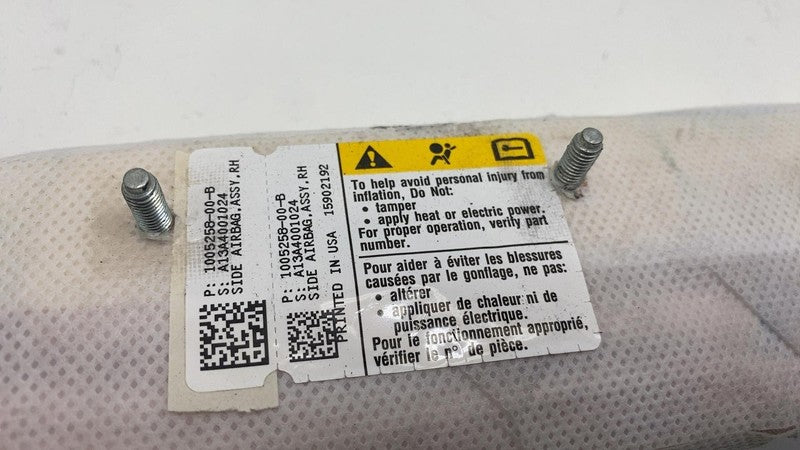 P: 1005258-00-B
S: A13A4001024
SIDE AIRBAG,ASSY,RH
P: 1005258-00-B
S: A13A4001024
SIDE AIRBAG,ASSY,RH
PRINTED IN USA 15902192
To help avoid personal injury from
inflation, Do Not:
• tamper
• apply heat or electric power.
For proper operation, verify part
number.
Pour aider à éviter les blessures
causées par le gonflage, ne pas:
• altérer
• appliquer de chaleur ni de
puissance électrique.
Pour le fonctionnement approprié,
vérifier le n° de pièce.